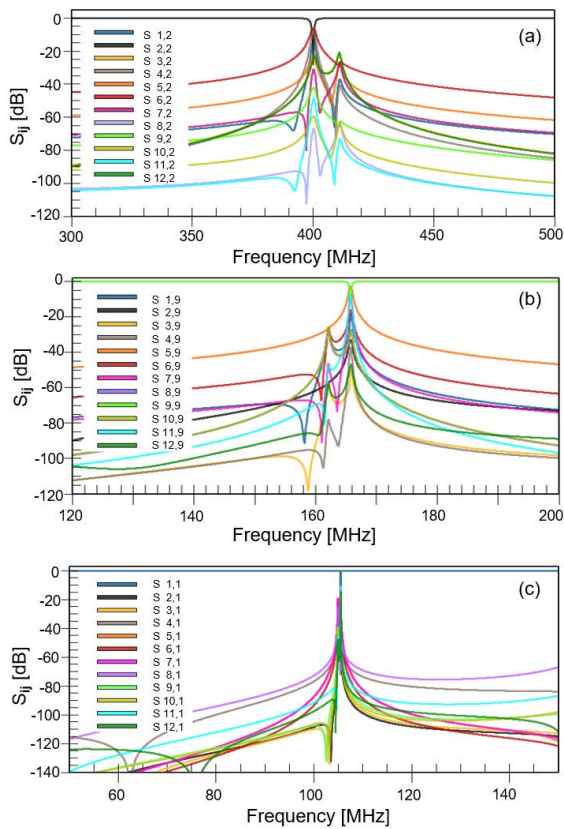 (a)
S 1,2
S 2,2
S 3,2
S 4,2
S 5,2
S 6,2
S 7,2
S 8,2
S 9,2
S 10,2
S 11,2
S 12,2
0
-20
-40
-60
-80
-100
-120
Sij [dB]
300 350 400 450 500
Frequency [MHz]
(b)
S 1,9
S 2,9
S 3,9
S 4,9
S 5,9
S 6,9
S 7,9
S 8,9
S 9,9
S 10,9
S 11,9
S 12,9
0
-20
-40
-60
-80
-100
-120
Sij [dB]
120 140 160 180 200
Frequency [MHz]
(c)
S 1,1
S 2,1
S 3,1
S 4,1
S 5,1
S 6,1
S 7,1
S 8,1
S 9,1
S 10,1
S 11,1
S 12,1
0
-20
-40
-60
-80
-100
-120
-140
Sij [dB]
60 80 100 120 140
Frequency [MHz]